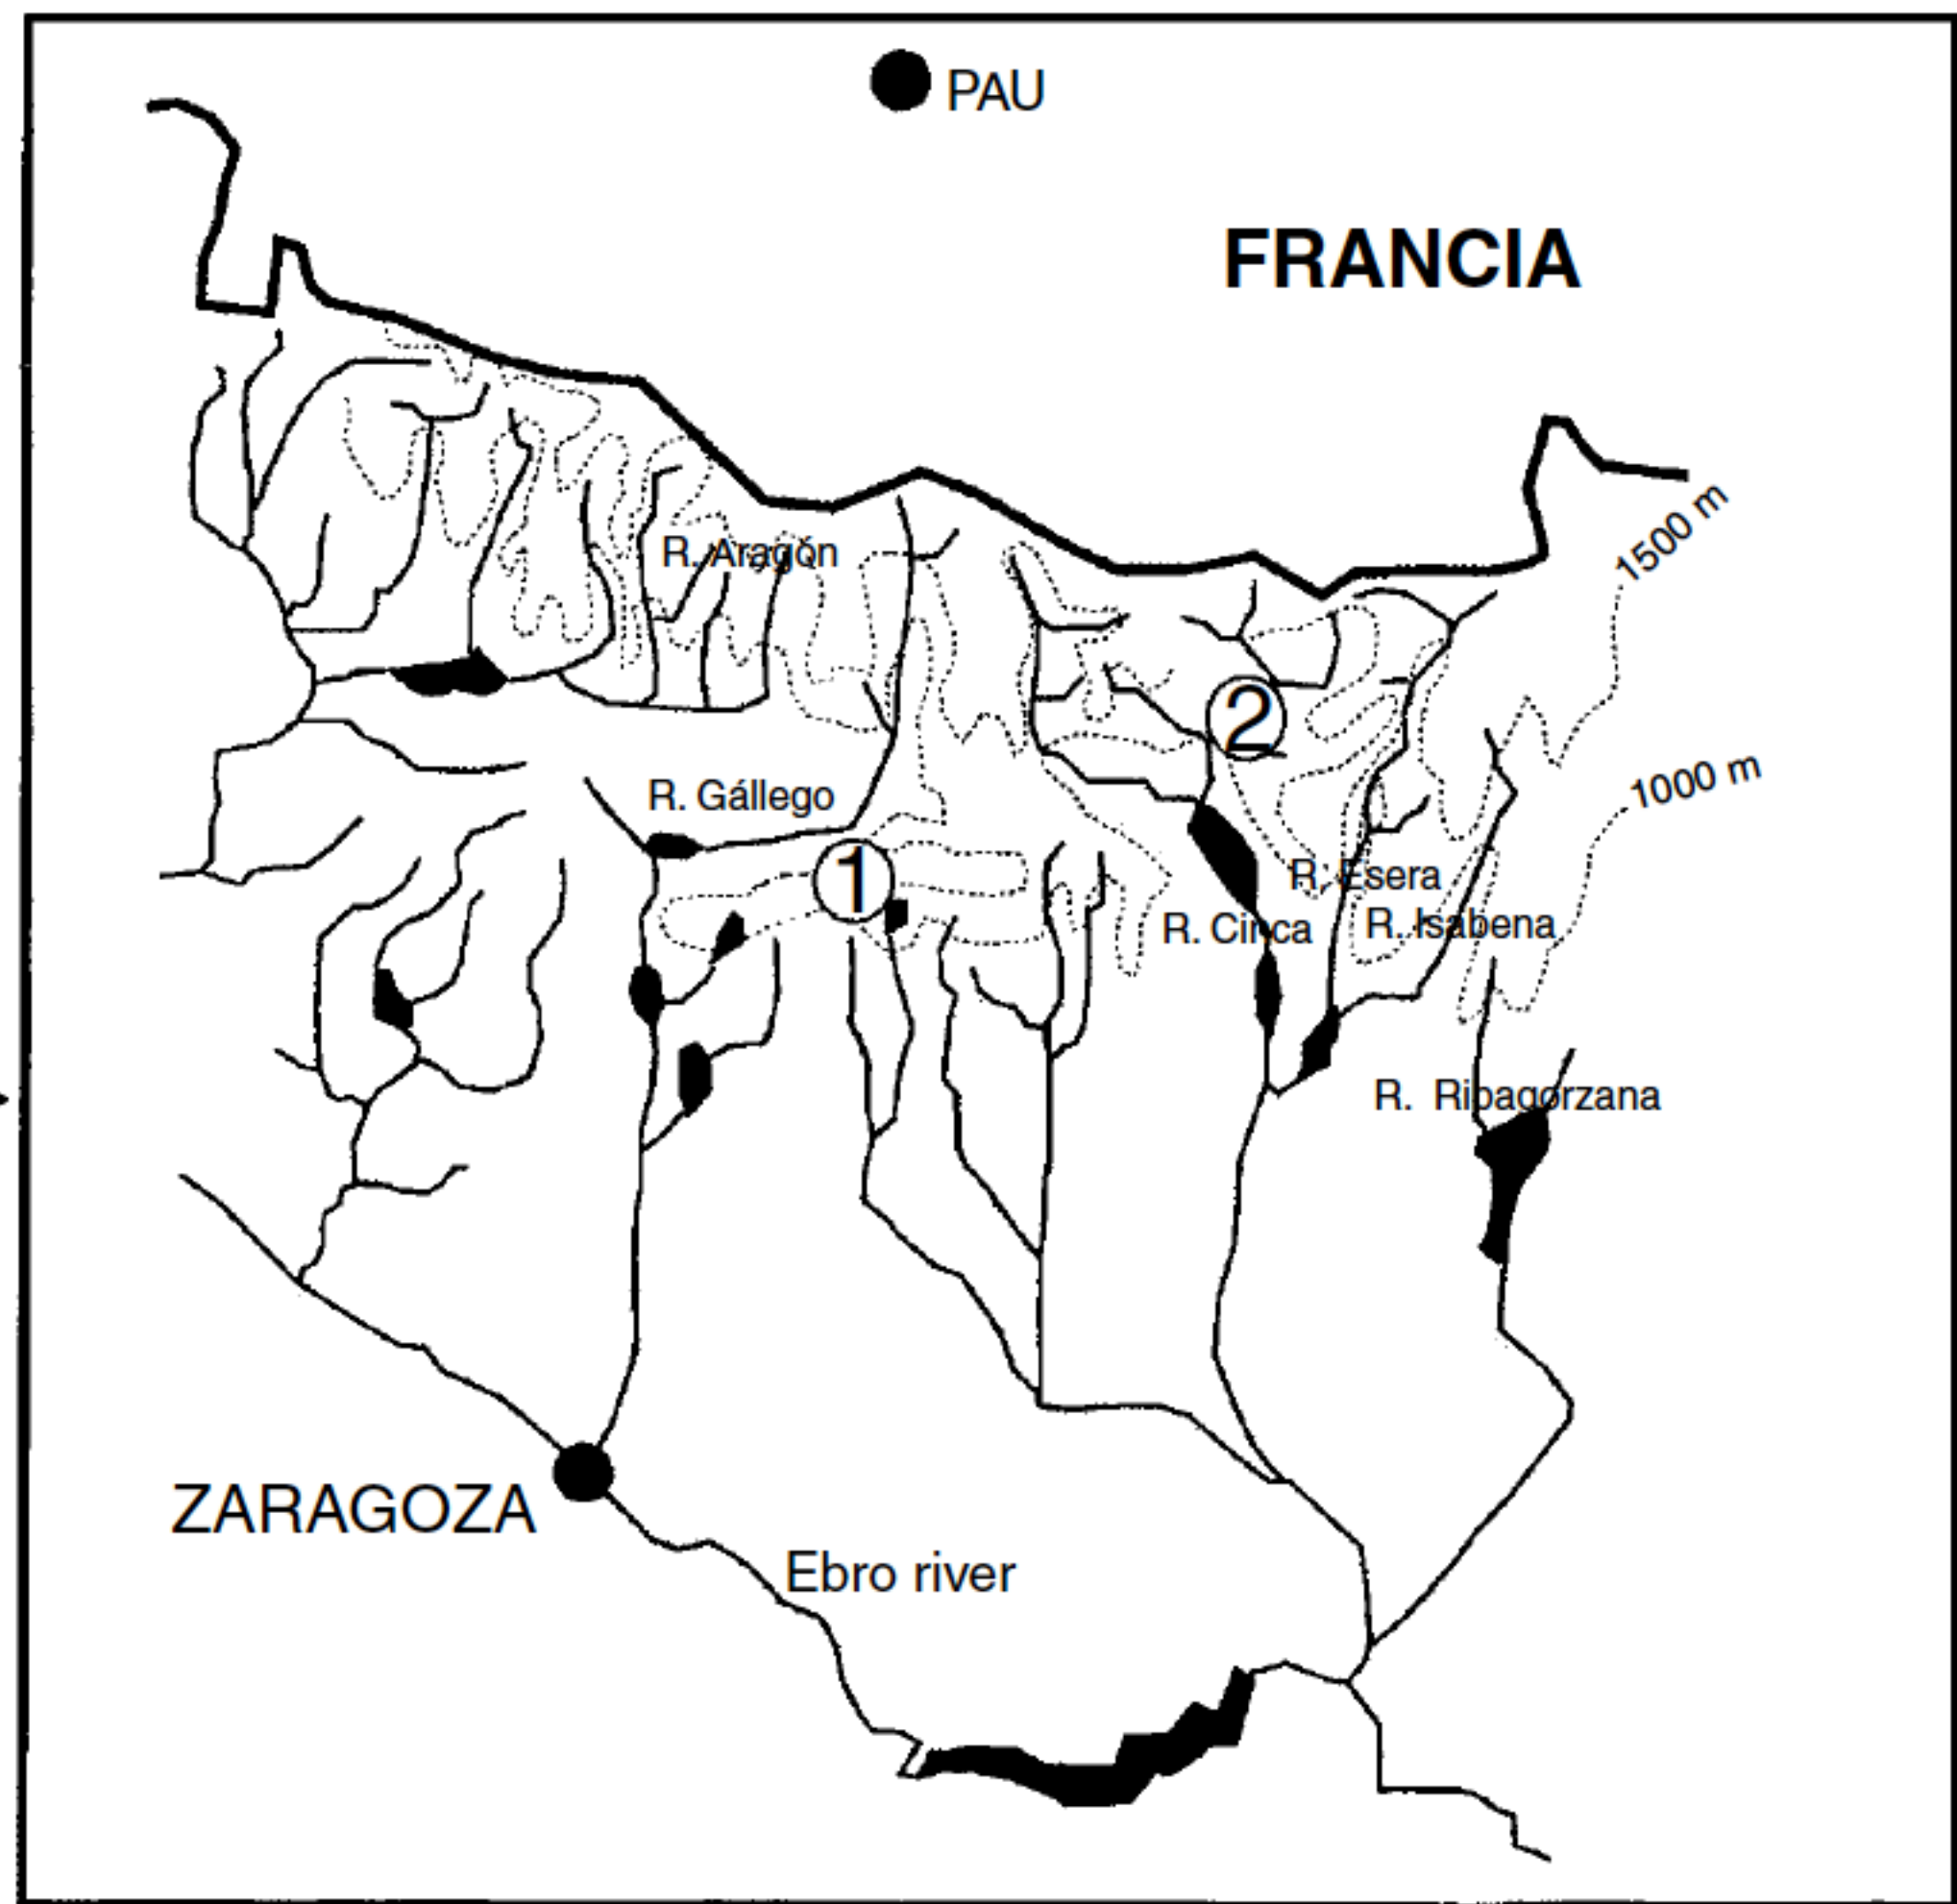 PAU
FRANCIA
1500 m
R. Aragón
2
1000 m
R. Gállego
1
R. Esera
R. Isabena
R. Cinca
R. Ribagorzana
ZARAGOZA
Ebro river